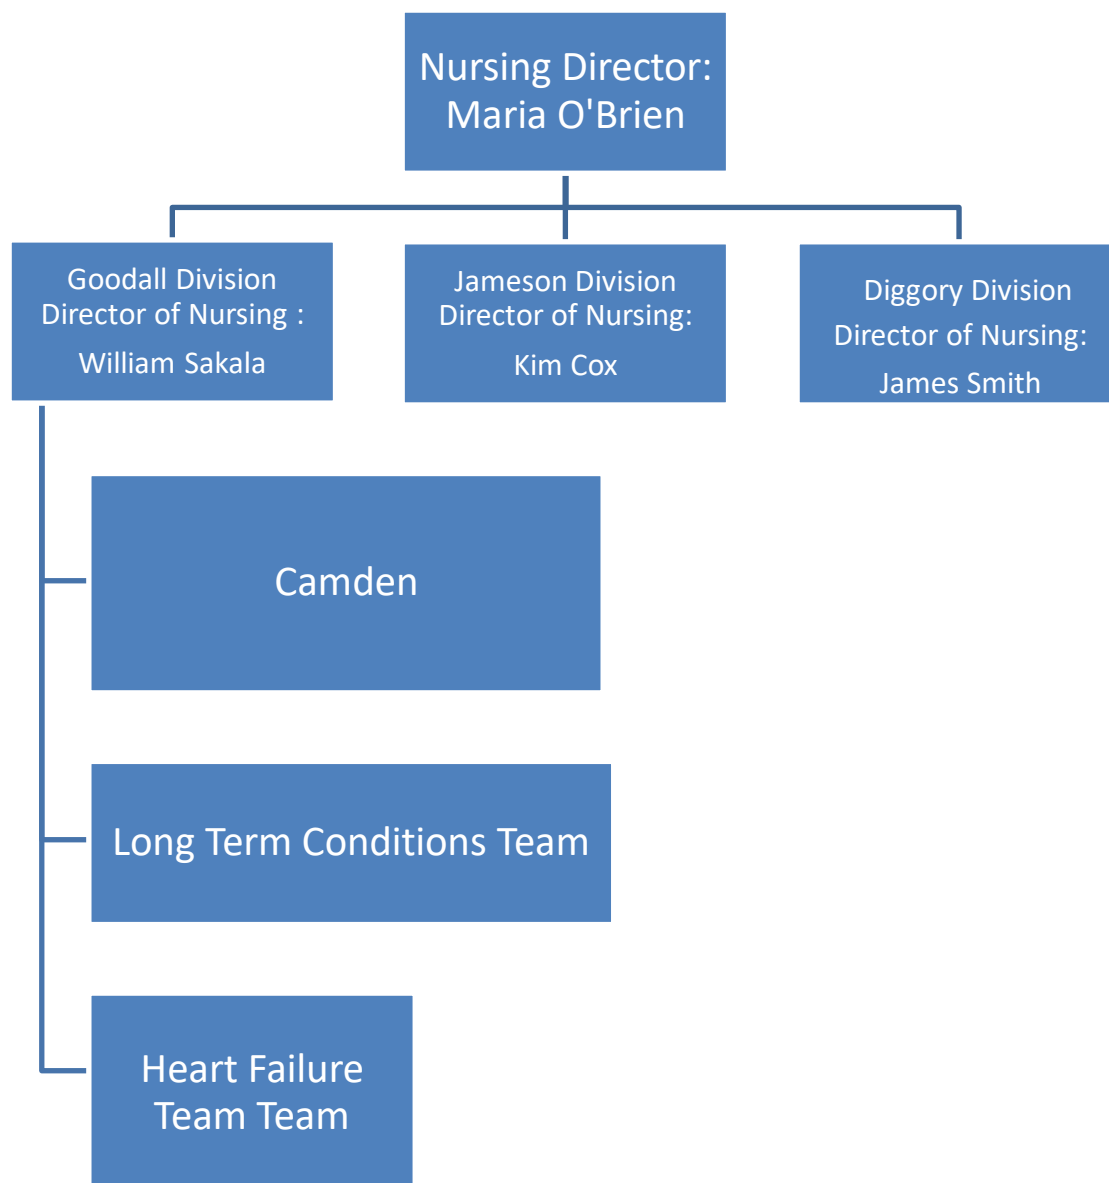 Nursing Director:
Maria O'Brien
Goodall Division
Director of Nursing :
William Sakala
Jameson Division
Director of Nursing:
Kim Cox
Diggory Division
Director of Nursing:
James Smith
Camden
Long Term Conditions Team
Heart Failure
Team Team